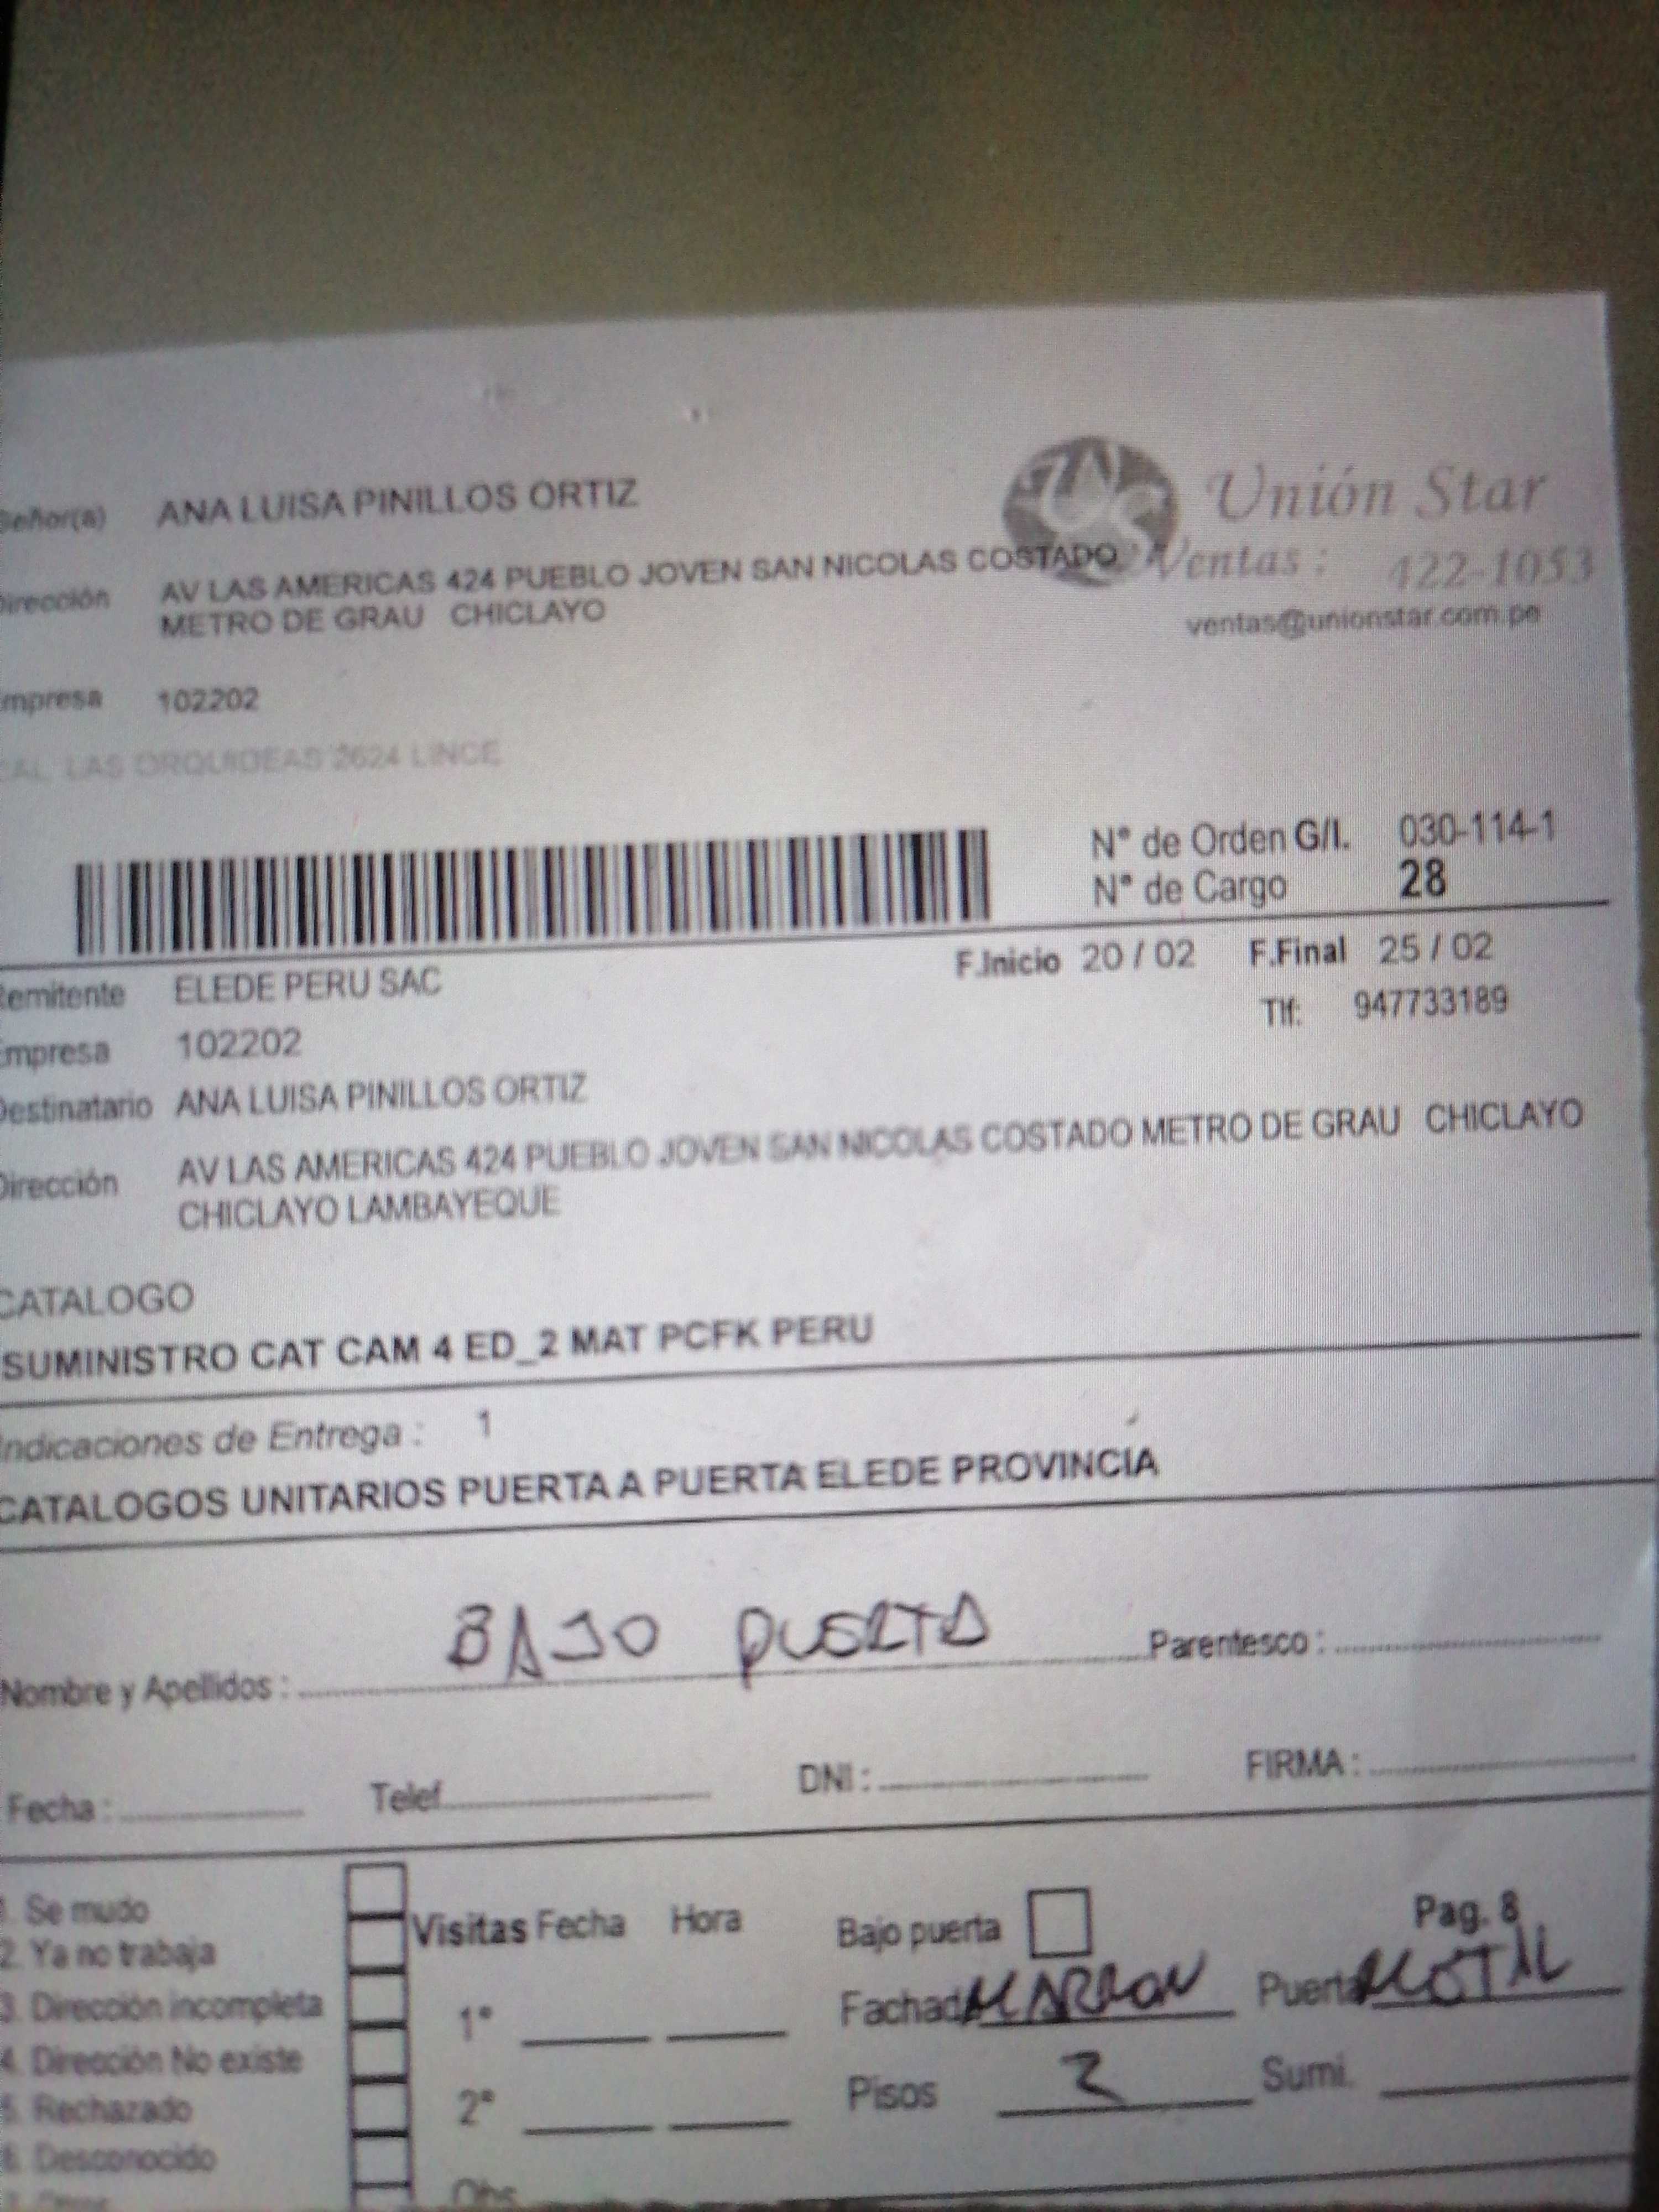 Señor(a) ANA LUISA PINILLOS ORTIZ
Unión Star
Dirección AV LAS AMERICAS 424 PUEBLO JOVEN SAN NICOLAS COSTADO
METRO DE GRAU CHICLAYO
Ventas : 422-1053
ventas@unionstar.com.pe
Empresa 102202
CAL LAS ORQUIDEAS 2624 LINCE
N° de Orden G/I. 030-114-1
N° de Cargo 28
F.Inicio 20 / 02 F.Final 25 / 02
Remitente ELEDE PERU SAC
Tlf: 947733189
Empresa 102202
Destinatario ANA LUISA PINILLOS ORTIZ
Dirección AV LAS AMERICAS 424 PUEBLO JOVEN SAN NICOLAS COSTADO METRO DE GRAU CHICLAYO
CHICLAYO LAMBAYEQUE
CATALOGO
SUMINISTRO CAT CAM 4 ED_2 MAT PCFK PERU
Indicaciones de Entrega : 1
CATALOGOS UNITARIOS PUERTA A PUERTA ELEDE PROVINCIA
Nombre y Apellidos : BAJO PUERTA Parentesco :
Fecha : Telef. DNI : FIRMA :
1. Se mudo
2. Ya no trabaja
3. Dirección incompleta
4. Dirección No existe
5. Rechazado
6. Desconocido
Visitas Fecha Hora
1°
2°
Obs
Bajo puerta
Pag. 8
Fachada MARRON Puerta METAL
Pisos 2 Sumi.